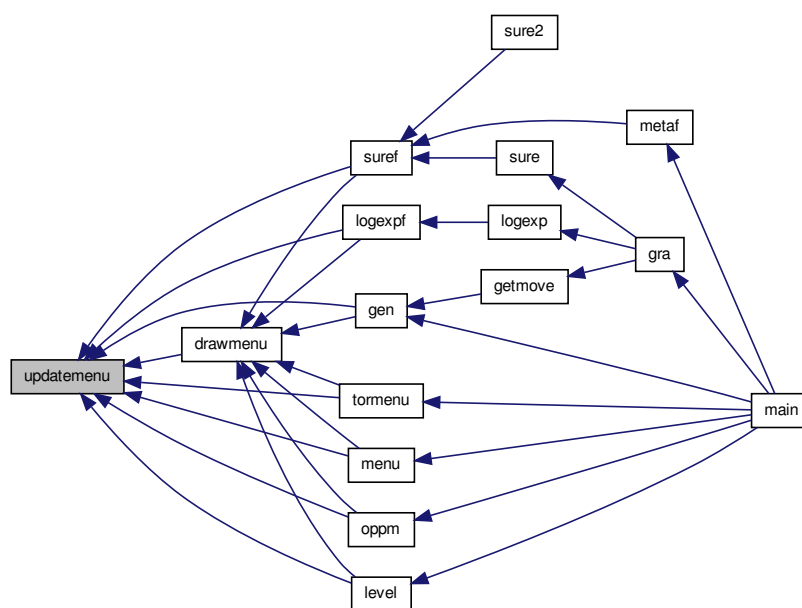 sure2
metaf
suref
sure
logexpf
logexp
gra
getmove
gen
drawmenu
updatemenu
tormenu
main
menu
oppm
level